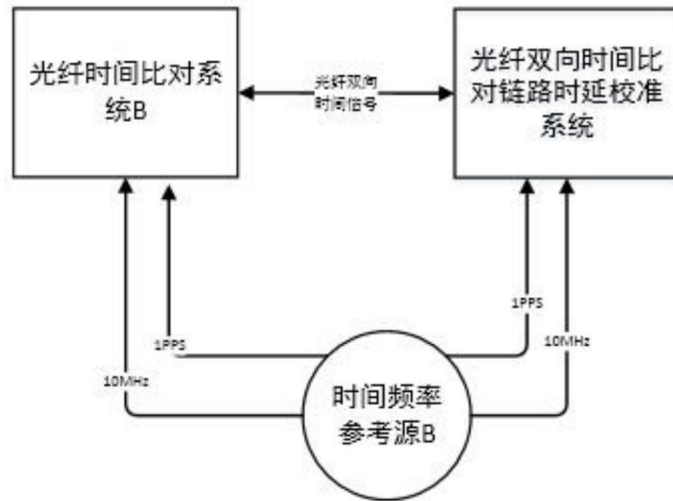 光纤时间比对系
统B
光纤双向
时间信号
光纤双向时间比
对链路时延校准
系统
1PPS
10MHz
1PPS
10MHz
时间频率
参考源B